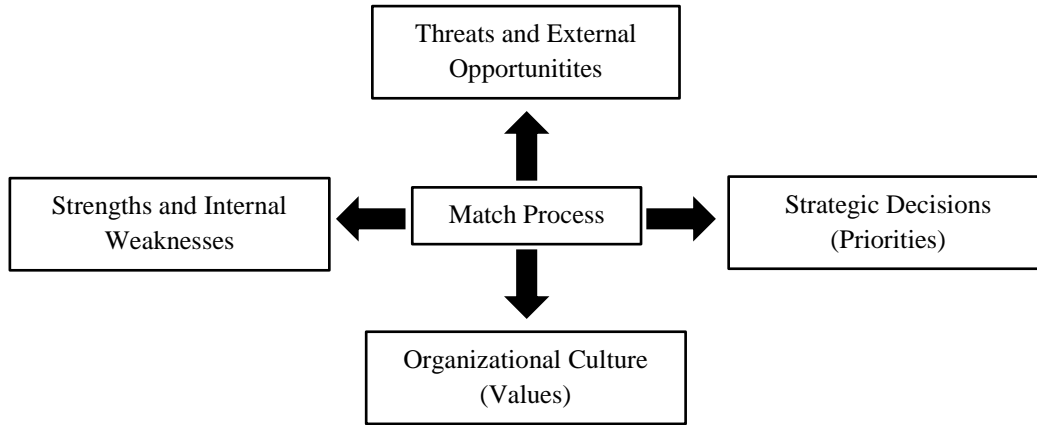 Threats and External
Opportunitites
Strengths and Internal
Weaknesses
Match Process
Strategic Decisions
(Priorities)
Organizational Culture
(Values)